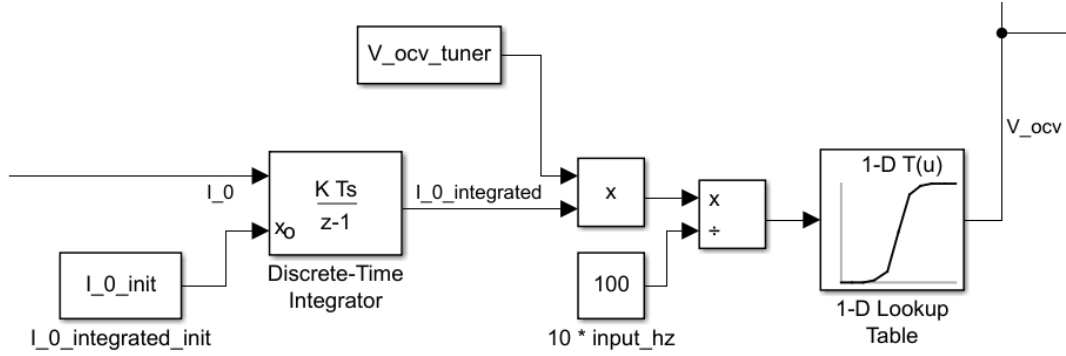 V_ocv_tuner
V_ocv
1-D T(u)
I_0
K Ts
z-1
xo
I_0_integrated
x
x
÷
I_0_init
I_0_integrated_init
Discrete-Time
Integrator
100
10 * input_hz
1-D Lookup
Table